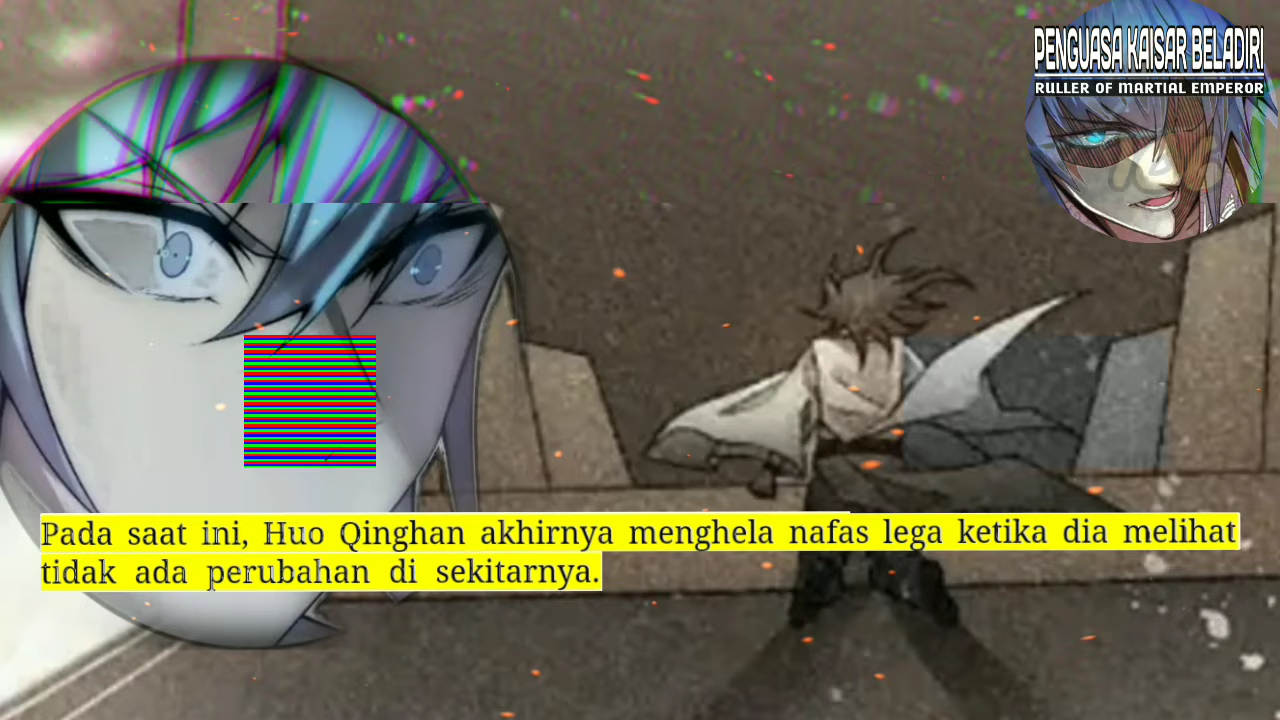 PENGUASA KAISAR BELADIRI
RULLER OF MARTIAL EMPEROR
Pada saat ini, Huo Qinghan akhirnya menghela nafas lega ketika dia melihat
tidak ada perubahan di sekitarnya.